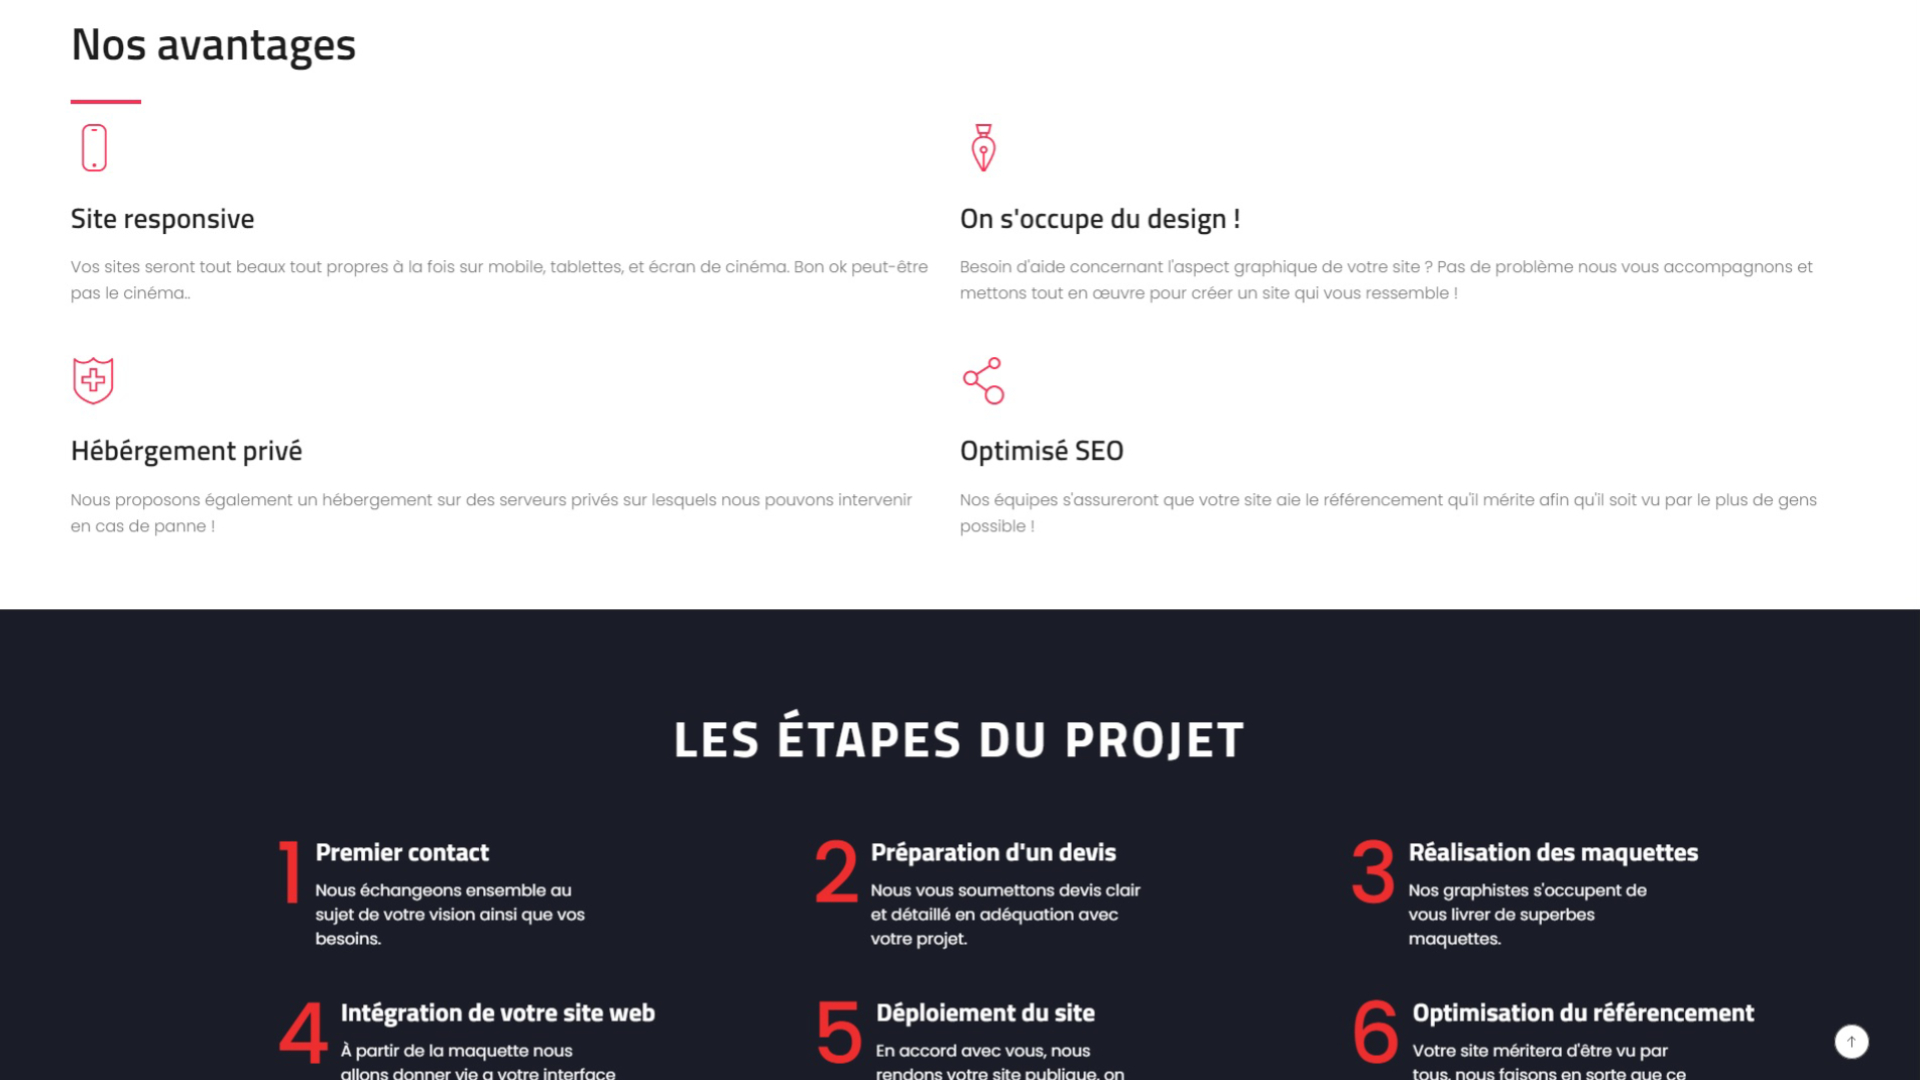 Nos avantages
Site responsive
Vos sites seront tout beaux tout propres à la fois sur mobile, tablettes, et écran de cinéma. Bon ok peut-être
pas le cinéma..
On s'occupe du design !
Besoin d'aide concernant l'aspect graphique de votre site ? Pas de problème nous vous accompagnons et
mettons tout en œuvre pour créer un site qui vous ressemble !
Hébérgement privé
Nous proposons également un hébergement sur des serveurs privés sur lesquels nous pouvons intervenir
en cas de panne !
Optimisé SEO
Nos équipes s'assureront que votre site aie le référencement qu'il mérite afin qu'il soit vu par le plus de gens
possible !
LES ÉTAPES DU PROJET
1
Premier contact
Nous échangeons ensemble au
sujet de votre vision ainsi que vos
besoins.
2
Préparation d'un devis
Nous vous soumettons devis clair
et détaillé en adéquation avec
votre projet.
3
Réalisation des maquettes
Nos graphistes s'occupent de
vous livrer de superbes
maquettes.
4
Intégration de votre site web
À partir de la maquette nous
allons donner vie a votre interface
5
Déploiement du site
En accord avec vous, nous
rendons votre site publique, on
6
Optimisation du référencement
Votre site méritera d'être vu par
tous, nous faisons en sorte que ce